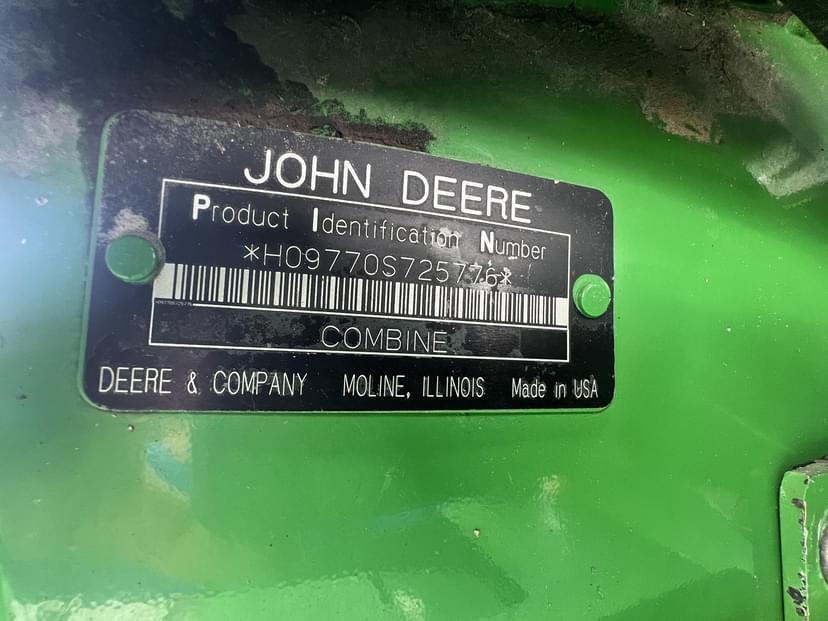 JOHN DEERE
Product Identification Number
*H09770S725776*
COMBINE
DEERE & COMPANY MOLINE, ILLINOIS Made in USA